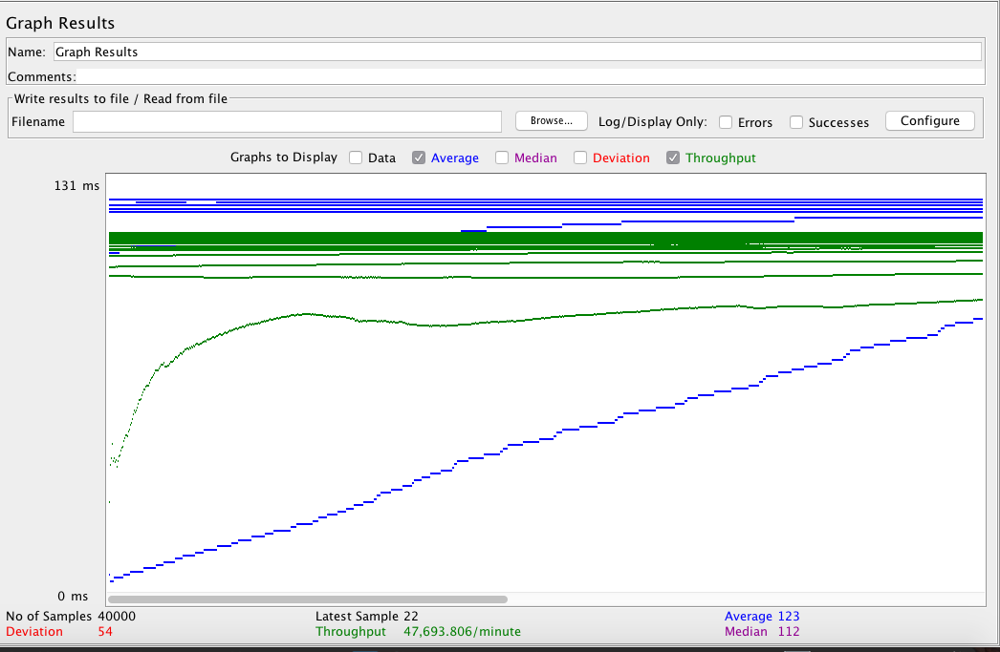 Graph Results
Name: Graph Results
Comments:
Write results to file / Read from file
Filename Browse... Log/Display Only: Errors Successes Configure
Graphs to Display Data Average Median Deviation Throughput
131 ms
0 ms
No of Samples 40000 Latest Sample 22 Average 123
Deviation 54 Throughput 47,693.806/minute Median 112